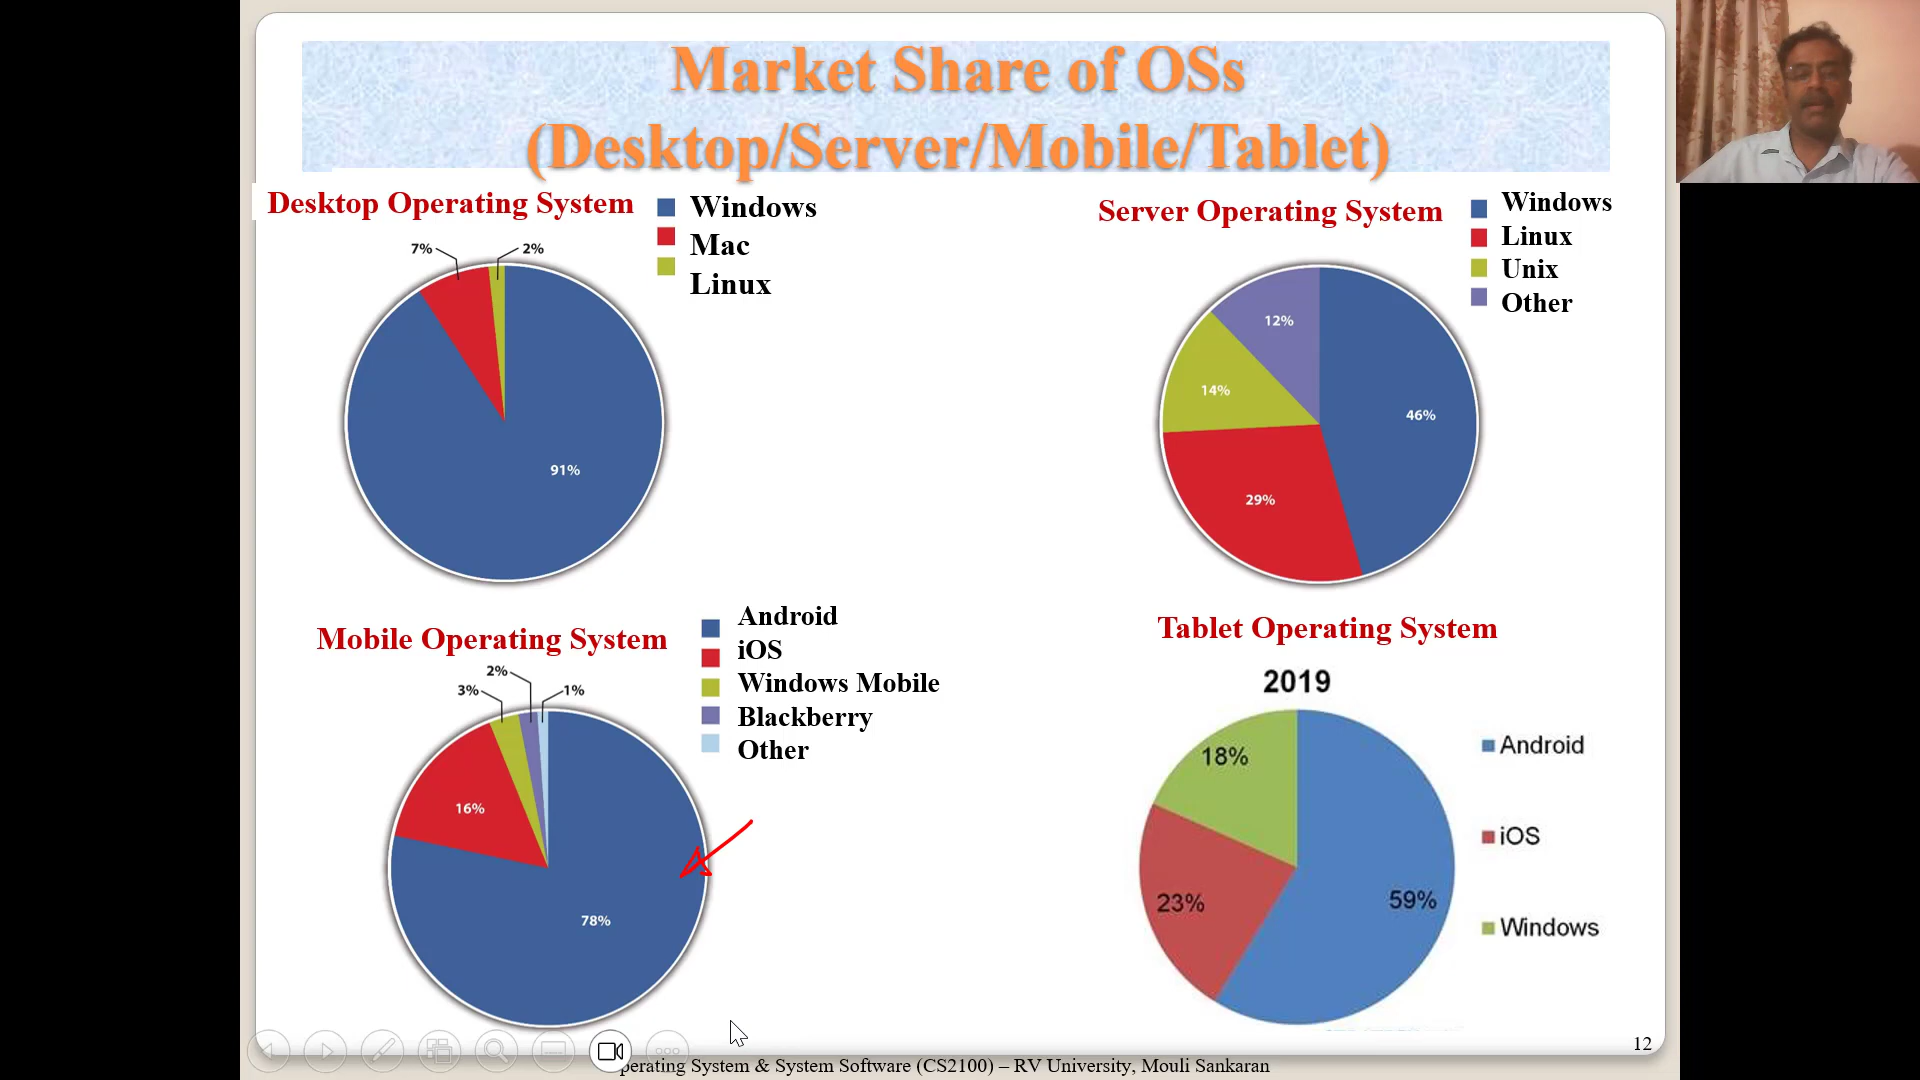 Market Share of OSs
(Desktop/Server/Mobile/Tablet)
Desktop Operating System
Windows
Mac
Linux
7%
2%
91%
Server Operating System
Windows
Linux
Unix
Other
12%
14%
46%
29%
Mobile Operating System
Android
iOS
Windows Mobile
Blackberry
Other
2%
3%
1%
16%
78%
Tablet Operating System
2019
18%
23%
59%
Android
iOS
Windows
12
perating System & System Software (CS2100) – RV University, Mouli Sankaran